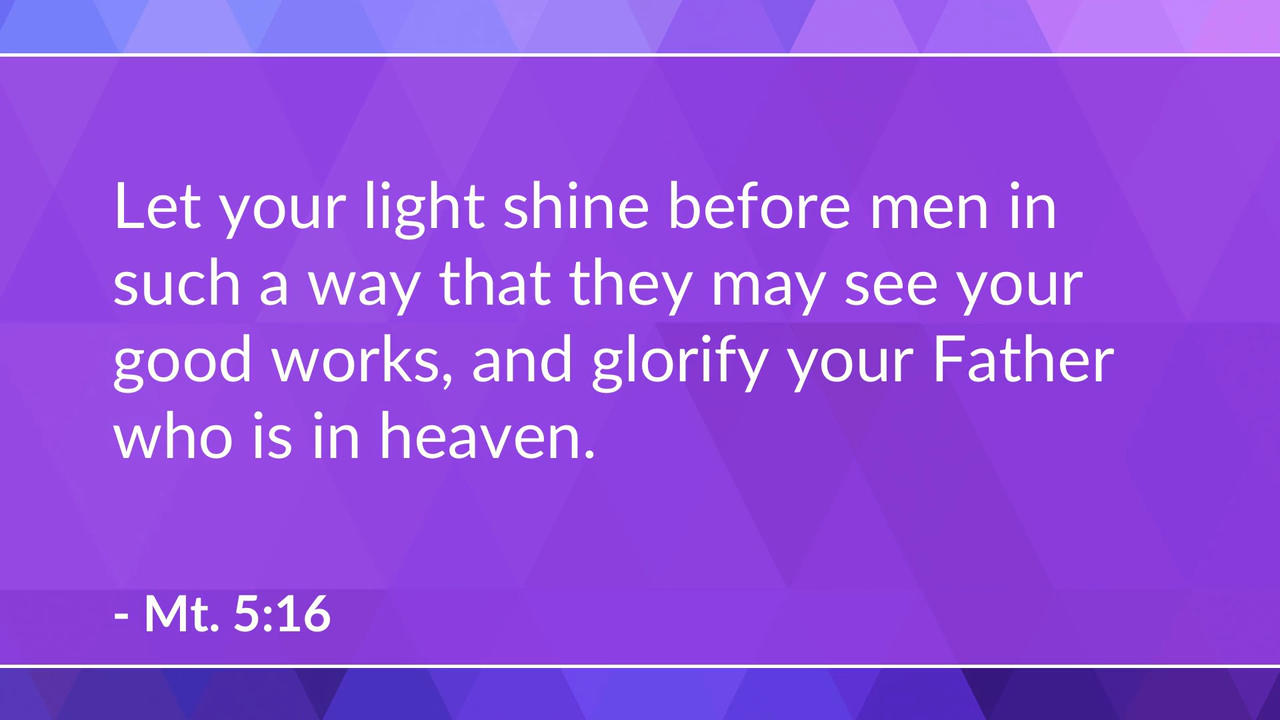 Let your light shine before men in
such a way that they may see your
good works, and glorify your Father
who is in heaven.
- Mt. 5:16